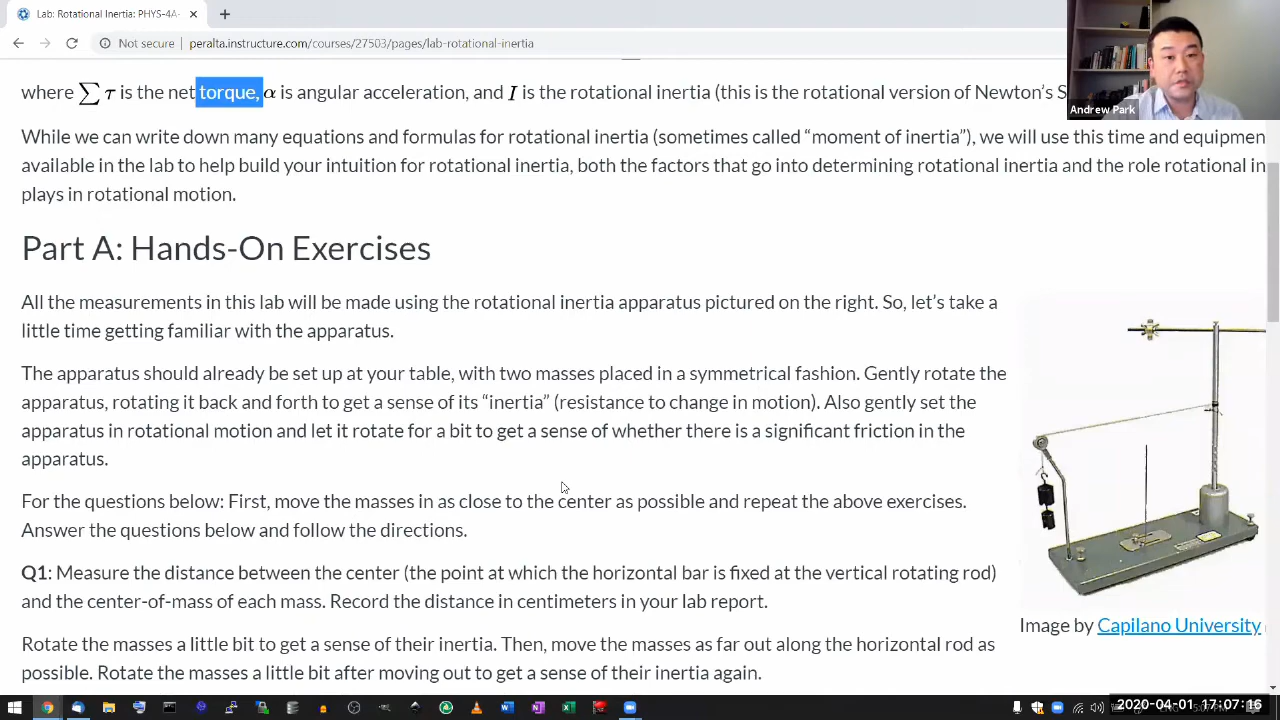 Lab: Rotational Inertia: PHYS-4A-
Not secure | peralta.instructure.com/courses/27503/pages/lab-rotational-inertia
Andrew Park
where ∑ τ is the net torque, α is angular acceleration, and I is the rotational inertia (this is the rotational version of Newton's S
While we can write down many equations and formulas for rotational inertia (sometimes called “moment of inertia”), we will use this time and equipmen
available in the lab to help build your intuition for rotational inertia, both the factors that go into determining rotational inertia and the role rotational in
plays in rotational motion.
Part A: Hands-On Exercises
All the measurements in this lab will be made using the rotational inertia apparatus pictured on the right. So, let’s take a
little time getting familiar with the apparatus.
The apparatus should already be set up at your table, with two masses placed in a symmetrical fashion. Gently rotate the
apparatus, rotating it back and forth to get a sense of its “inertia” (resistance to change in motion). Also gently set the
apparatus in rotational motion and let it rotate for a bit to get a sense of whether there is a significant friction in the
apparatus.
For the questions below: First, move the masses in as close to the center as possible and repeat the above exercises.
Answer the questions below and follow the directions.
Q1: Measure the distance between the center (the point at which the horizontal bar is fixed at the vertical rotating rod)
and the center-of-mass of each mass. Record the distance in centimeters in your lab report.
Image by Capilano University
Rotate the masses a little bit to get a sense of their inertia. Then, move the masses as far out along the horizontal rod as
possible. Rotate the masses a little bit after moving out to get a sense of their inertia again.
2020-04-01 17:07:16